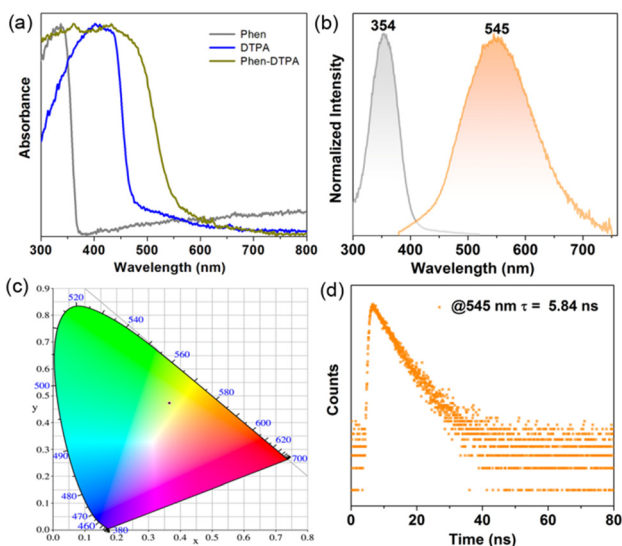 (a)
Phen
DTPA
Phen-DTPA
Absorbance
300 400 500 600 700 800
Wavelength (nm)
(b)
354 545
Normalized Intensity
300 400 500 600 700
Wavelength (nm)
(c)
0.9
0.8
0.7
0.6
0.5
y
0.4
0.3
0.2
0.1
0.0
0.0 0.1 0.2 0.3 0.4 0.5 0.6 0.7 0.8
x
520
540
560
500
580
600
620
490
700
480
470
460
380
(d)
@545 nm τ = 5.84 ns
Counts
0 20 40 60 80
Time (ns)